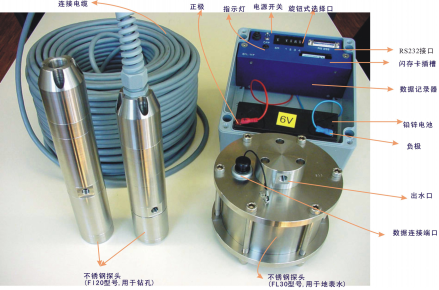 连接电缆
正极
指示灯
电源开关
旋钮式选择口
RS232接口
闪存卡插槽
数据记录器
6V
铅锌电池
负极
出水口
数据连接端口
不锈钢探头
(Fl20型号,用于钻孔)
不锈钢探头
(FL30型号,用于地表水)